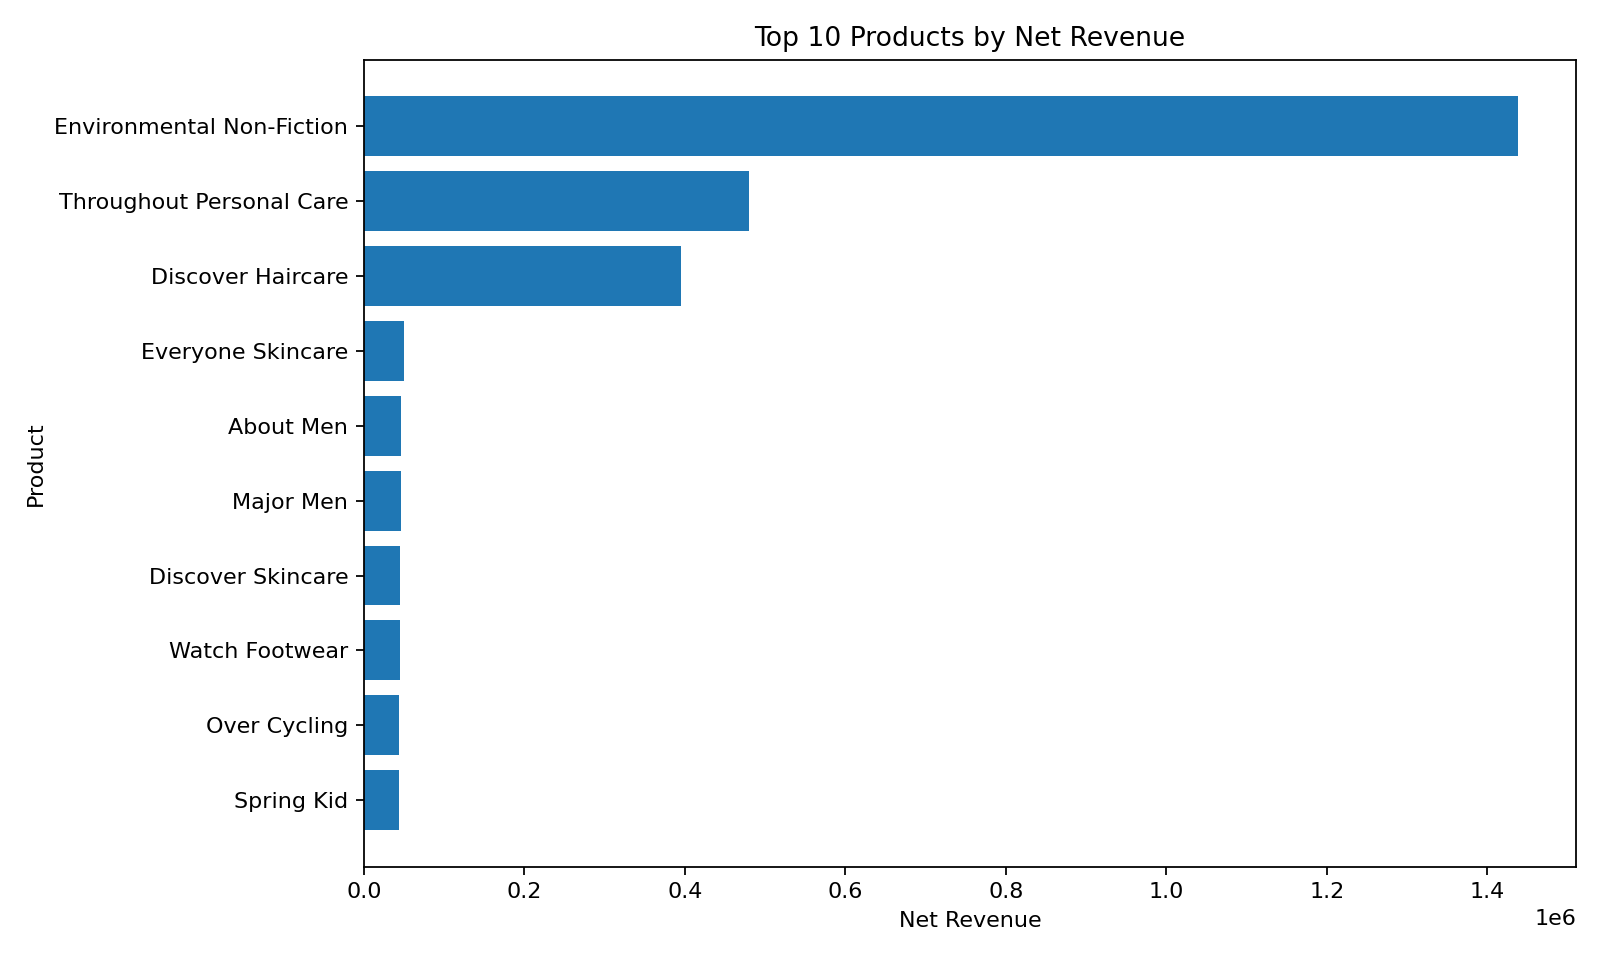 Top 10 Products by Net Revenue
Product
Environmental Non-Fiction
Throughout Personal Care
Discover Haircare
Everyone Skincare
About Men
Major Men
Discover Skincare
Watch Footwear
Over Cycling
Spring Kid
0.0 0.2 0.4 0.6 0.8 1.0 1.2 1.4
Net Revenue
1e6